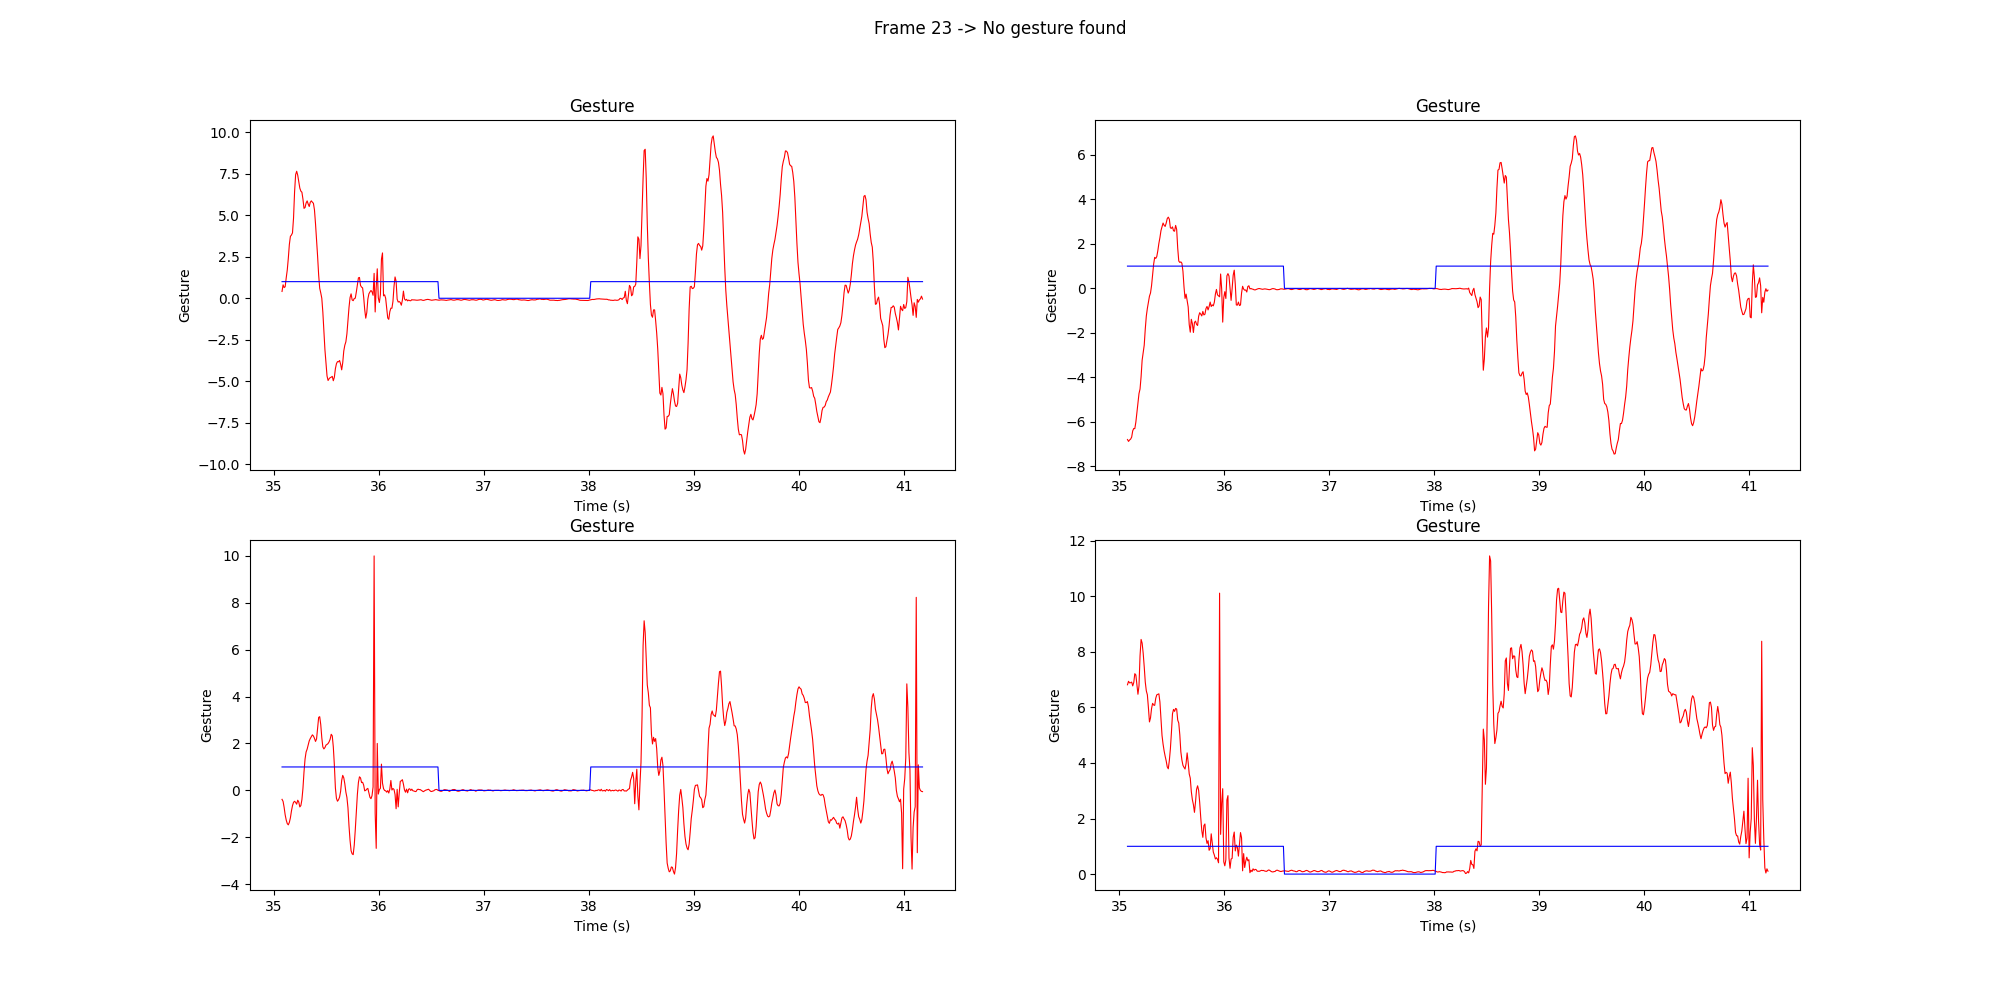 Frame 23 -> No gesture found
Gesture
Gesture
10.0
7.5
5.0
2.5
0.0
−2.5
−5.0
−7.5
−10.0
Gesture
35 36 37 38 39 40 41
Time (s)
6
4
2
0
−2
−4
−6
−8
Gesture
35 36 37 38 39 40 41
Time (s)
Gesture
Gesture
10
8
6
4
2
0
−2
−4
Gesture
35 36 37 38 39 40 41
Time (s)
12
10
8
6
4
2
0
Gesture
35 36 37 38 39 40 41
Time (s)